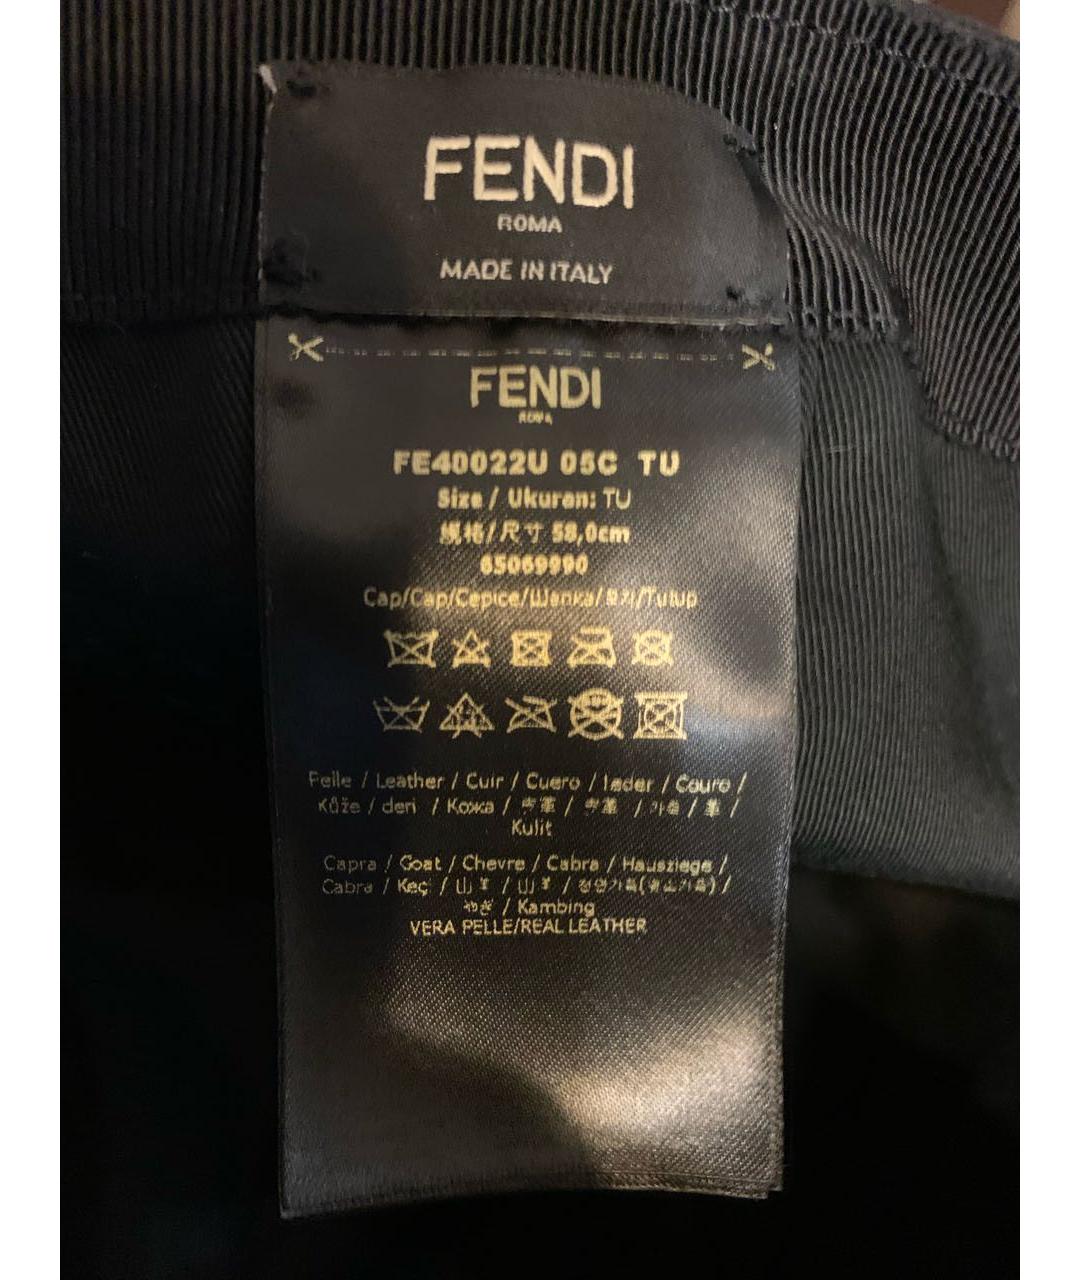 FENDI
ROMA
MADE IN ITALY
FENDI
ROMA
FE40022U 05C TU
Size / Ukuran: TU
規格/尺寸 58,0cm
65069990
Cap/Cap/Cepice/Шапка/모자/Tutup
Pelle / Leather / Cuir / Cuero / leder / Couro /
Kůže / deri / Кожа / 皮革 / 皮革 / 가죽 / 革 /
Kulit
Capra / Goat / Chevre / Cabra / Hausziege /
Cabra / Keçi / 山羊 / 山羊 /
やぎ / Kambing
VERA PELLE/REAL LEATHER